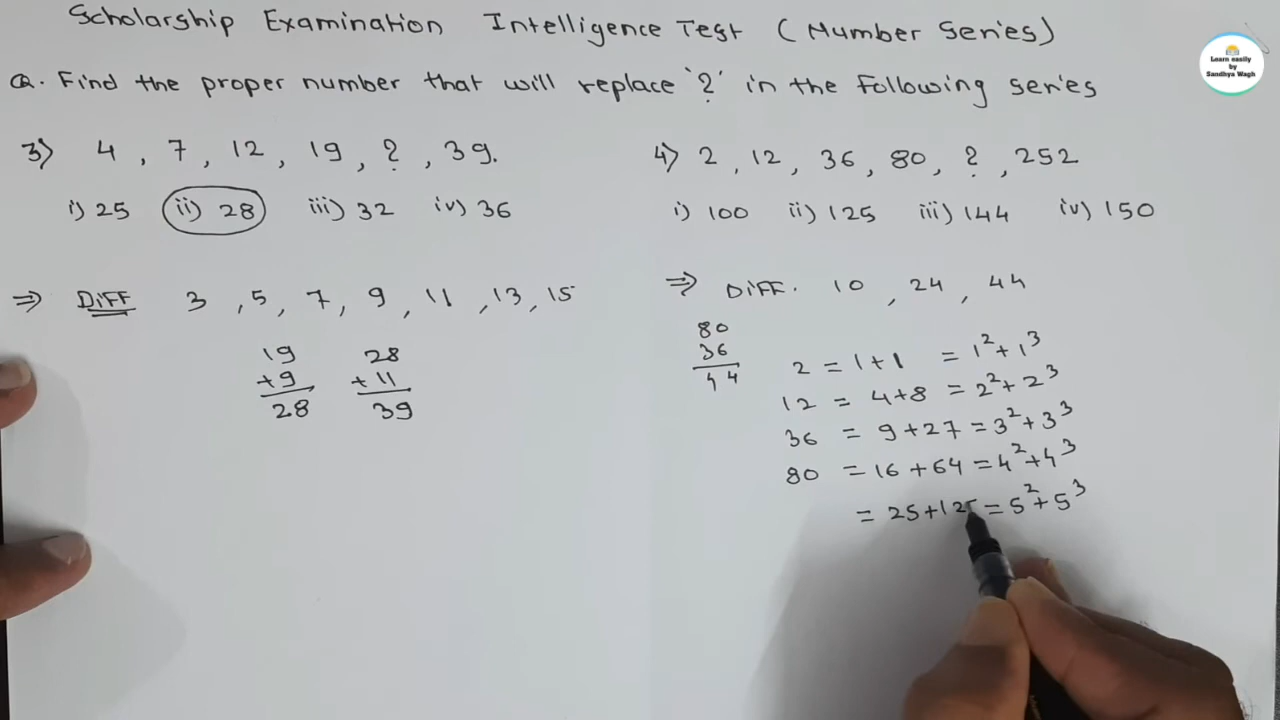 Scholarship Examination Intelligence Test (Number Series)
Learn easily
by
Sandhya Wagh
Q. Find the proper number that will replace '?' in the following series
3) 4, 7, 12, 19, ?, 39.
i) 25 ii) 28 iii) 32 iv) 36
⇒ Diff 3, 5, 7, 9, 11, 13, 15
19
+9
28
28
+ 11
39
4) 2, 12, 36, 80, ?, 252
i) 100 ii) 125 iii) 144 iv) 150
⇒ Diff. 10, 24, 44
80
36
44
2 = 1+1 = 1²+1³
12 = 4+8 = 2²+2³
36 = 9+27 = 3²+3³
80 = 16+64 = 4²+4³
= 25+125 = 5²+5³